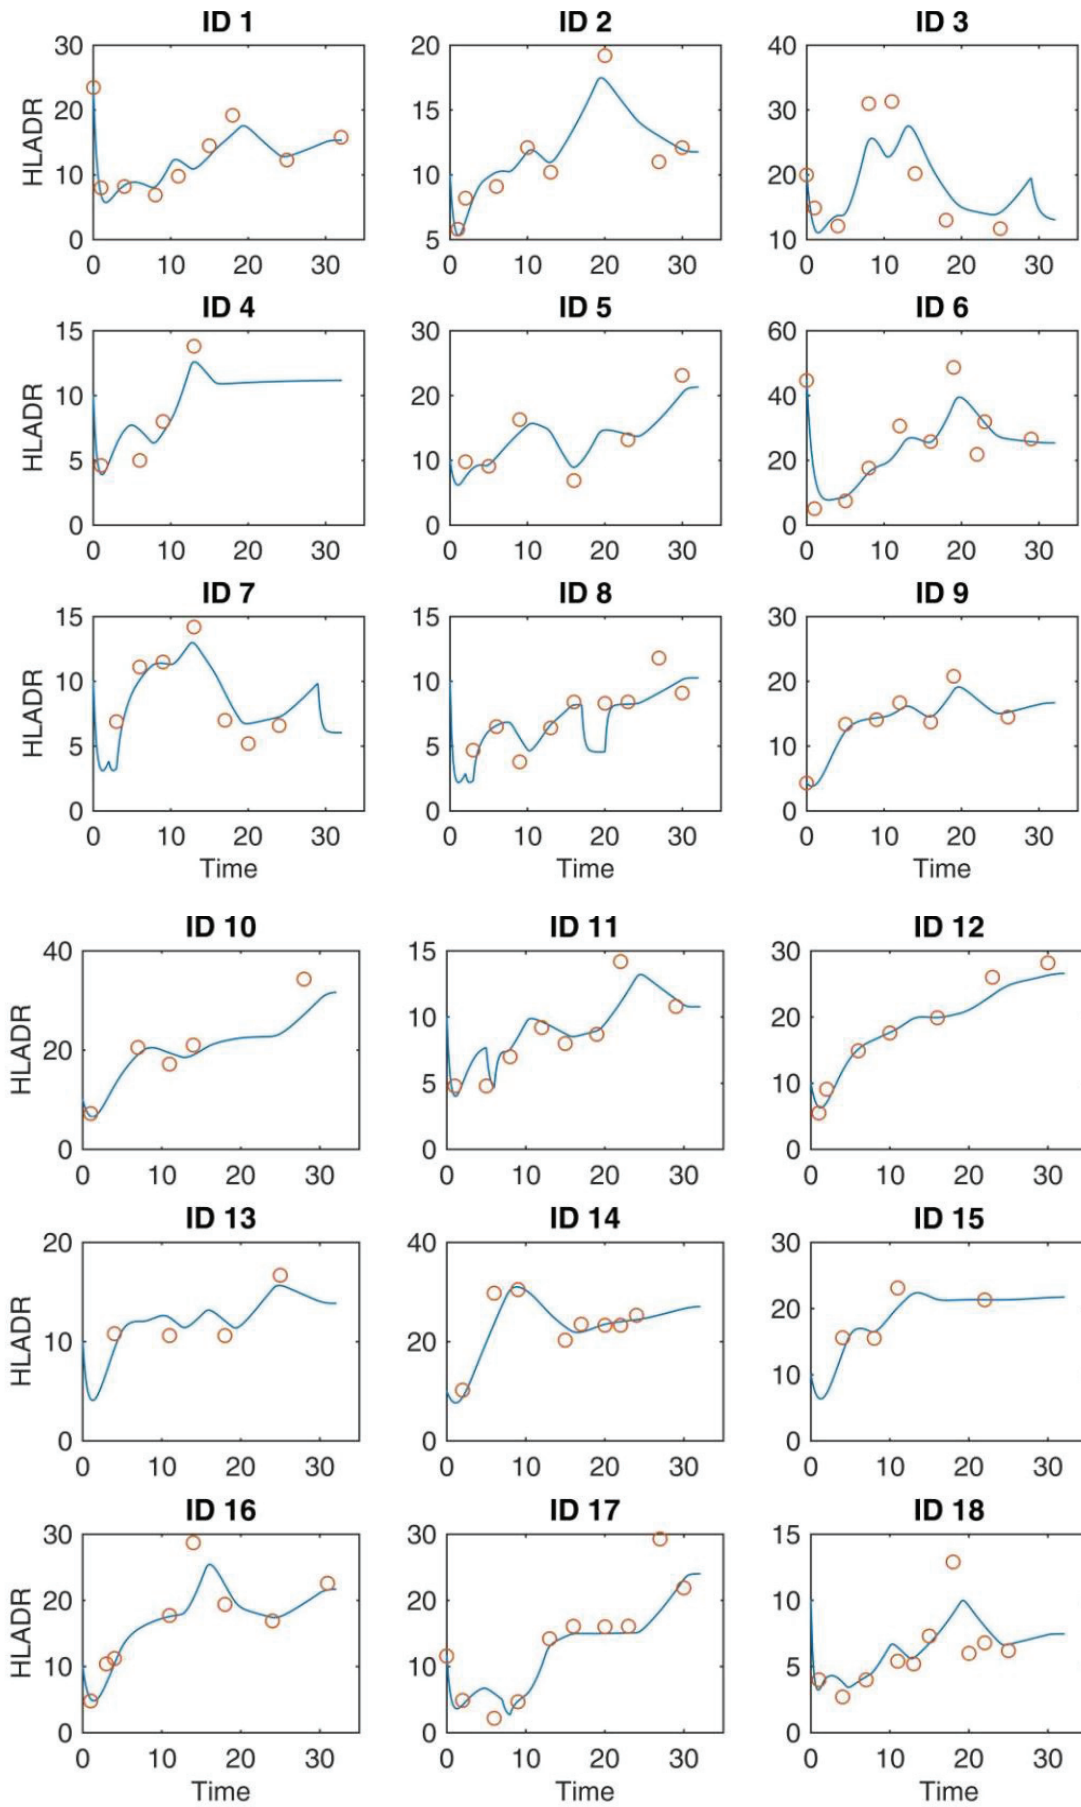 ID 1 ID 2 ID 3
30 20 40
20 15 30
10 10 20
0 5 10
HLADR
0 10 20 30 0 10 20 30 0 10 20 30
ID 4 ID 5 ID 6
15 30 60
10 20 40
5 10 20
0 0 0
HLADR
0 10 20 30 0 10 20 30 0 10 20 30
ID 7 ID 8 ID 9
15 15 30
10 10 20
5 5 10
0 0 0
HLADR
0 10 20 30 0 10 20 30 0 10 20 30
Time Time Time
ID 10 ID 11 ID 12
40 15 30
10 20
20 5 10
0 0 0
HLADR
0 10 20 30 0 10 20 30 0 10 20 30
ID 13 ID 14 ID 15
20 40 30
20
10 20 10
0 0 0
HLADR
0 10 20 30 0 10 20 30 0 10 20 30
ID 16 ID 17 ID 18
30 30 15
20 20 10
10 10 5
0 0 0
HLADR
0 10 20 30 0 10 20 30 0 10 20 30
Time Time Time